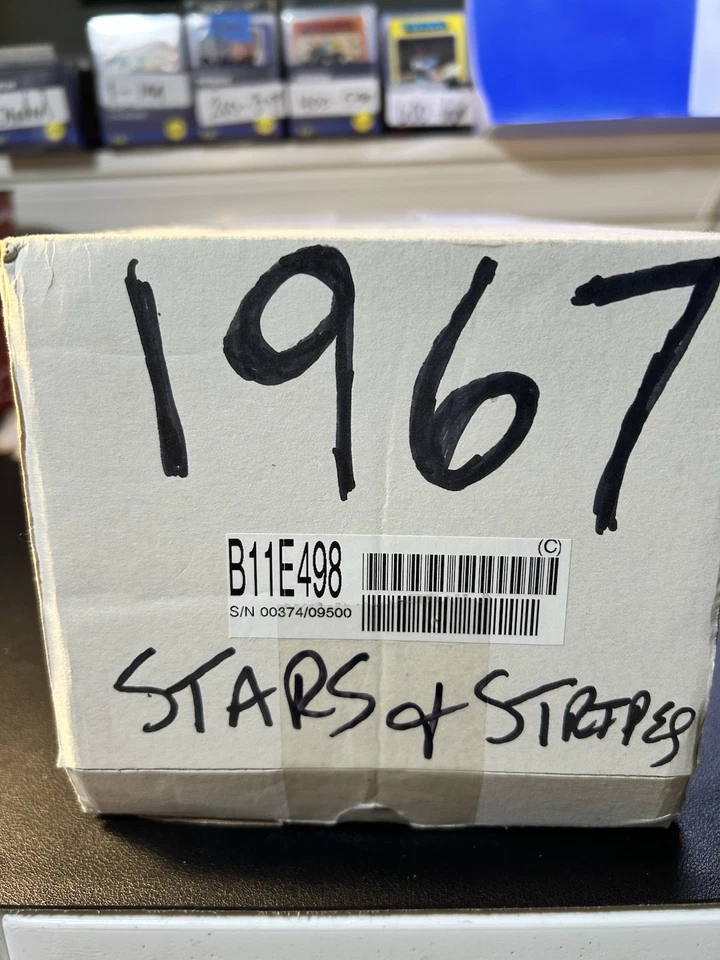 1967
B11E498
(C)
S/N 00374/09500
STARS & STRIPES